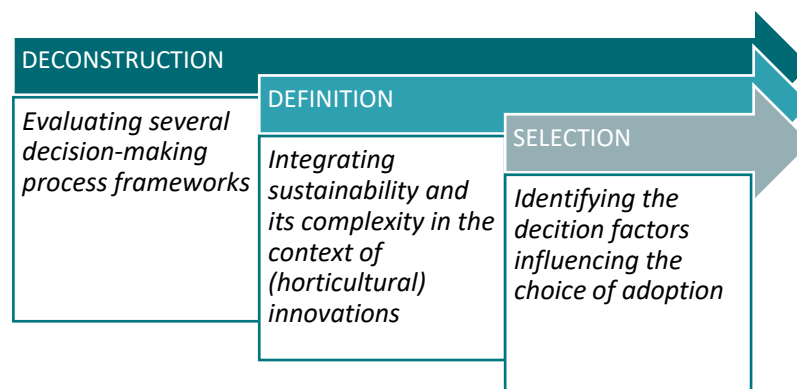 DECONSTRUCTION
Evaluating several
decision-making
process frameworks
DEFINITION
Integrating
sustainability and
its complexity in the
context of
(horticultural)
innovations
SELECTION
Identifying the
decition factors
influencing the
choice of adoption